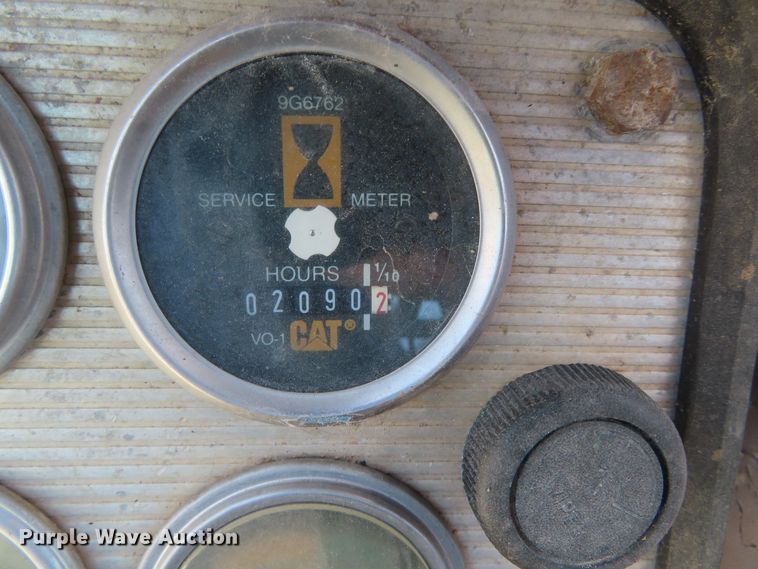 9G6762
SERVICE METER
HOURS 1/10
020902
VO-1 CAT®
Purple Wave Auction